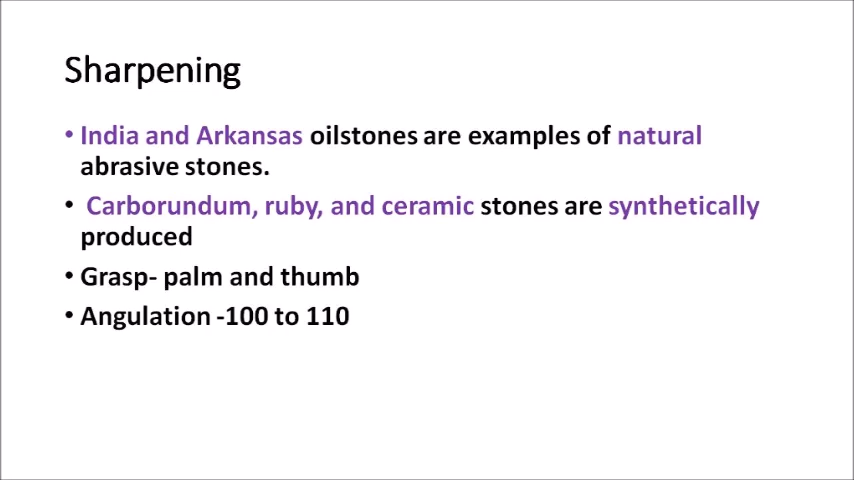 Sharpening
• India and Arkansas oilstones are examples of natural
abrasive stones.
• Carborundum, ruby, and ceramic stones are synthetically
produced
• Grasp- palm and thumb
• Angulation -100 to 110